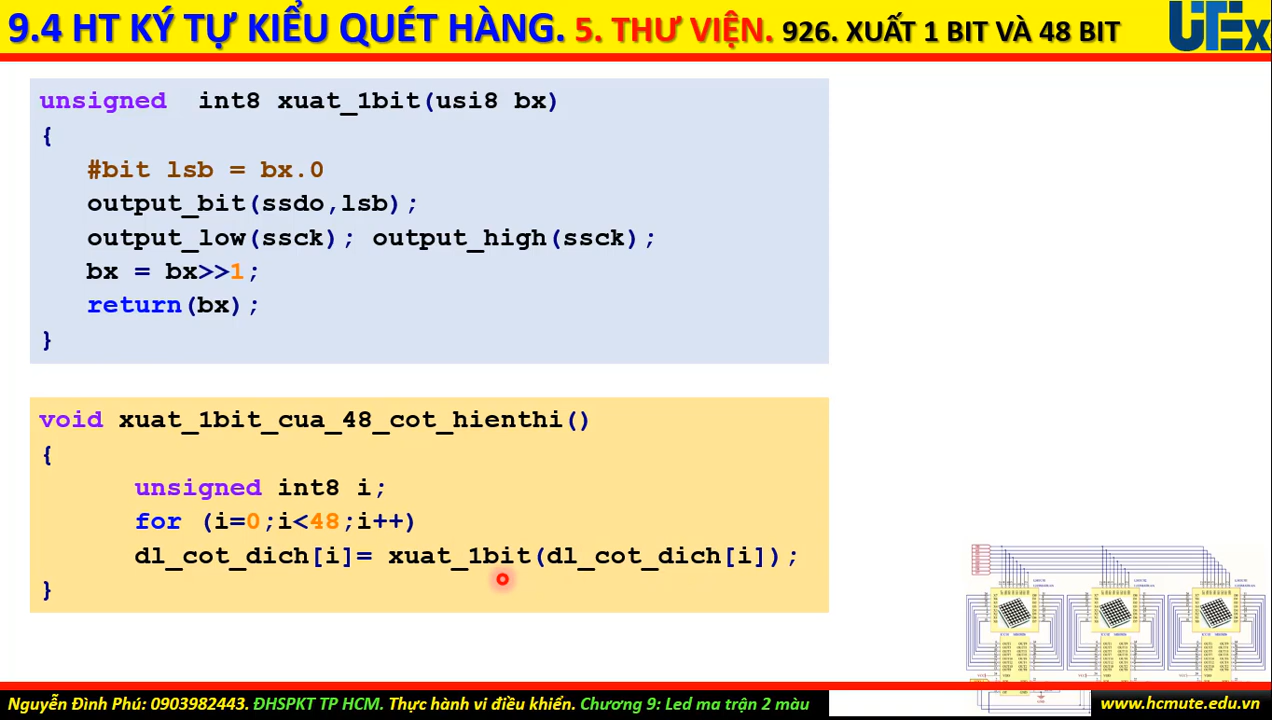 9.4 HT KÝ TỰ KIỂU QUÉT HÀNG. 5. THƯ VIỆN. 926. XUẤT 1 BIT VÀ 48 BIT
UTEx
unsigned  int8 xuat_1bit(usi8 bx)
{
   #bit lsb = bx.0
   output_bit(ssdo,lsb);
   output_low(ssck); output_high(ssck);
   bx = bx>>1;
   return(bx);
}
void xuat_1bit_cua_48_cot_hienthi()
{
      unsigned int8 i;
      for (i=0;i<48;i++)
      dl_cot_dich[i]= xuat_1bit(dl_cot_dich[i]);
}
Nguyễn Đình Phú: 0903982443. ĐHSPKT TP HCM. Thực hành vi điều khiển. Chương 9: Led ma trận 2 màu
www.hcmute.edu.vn